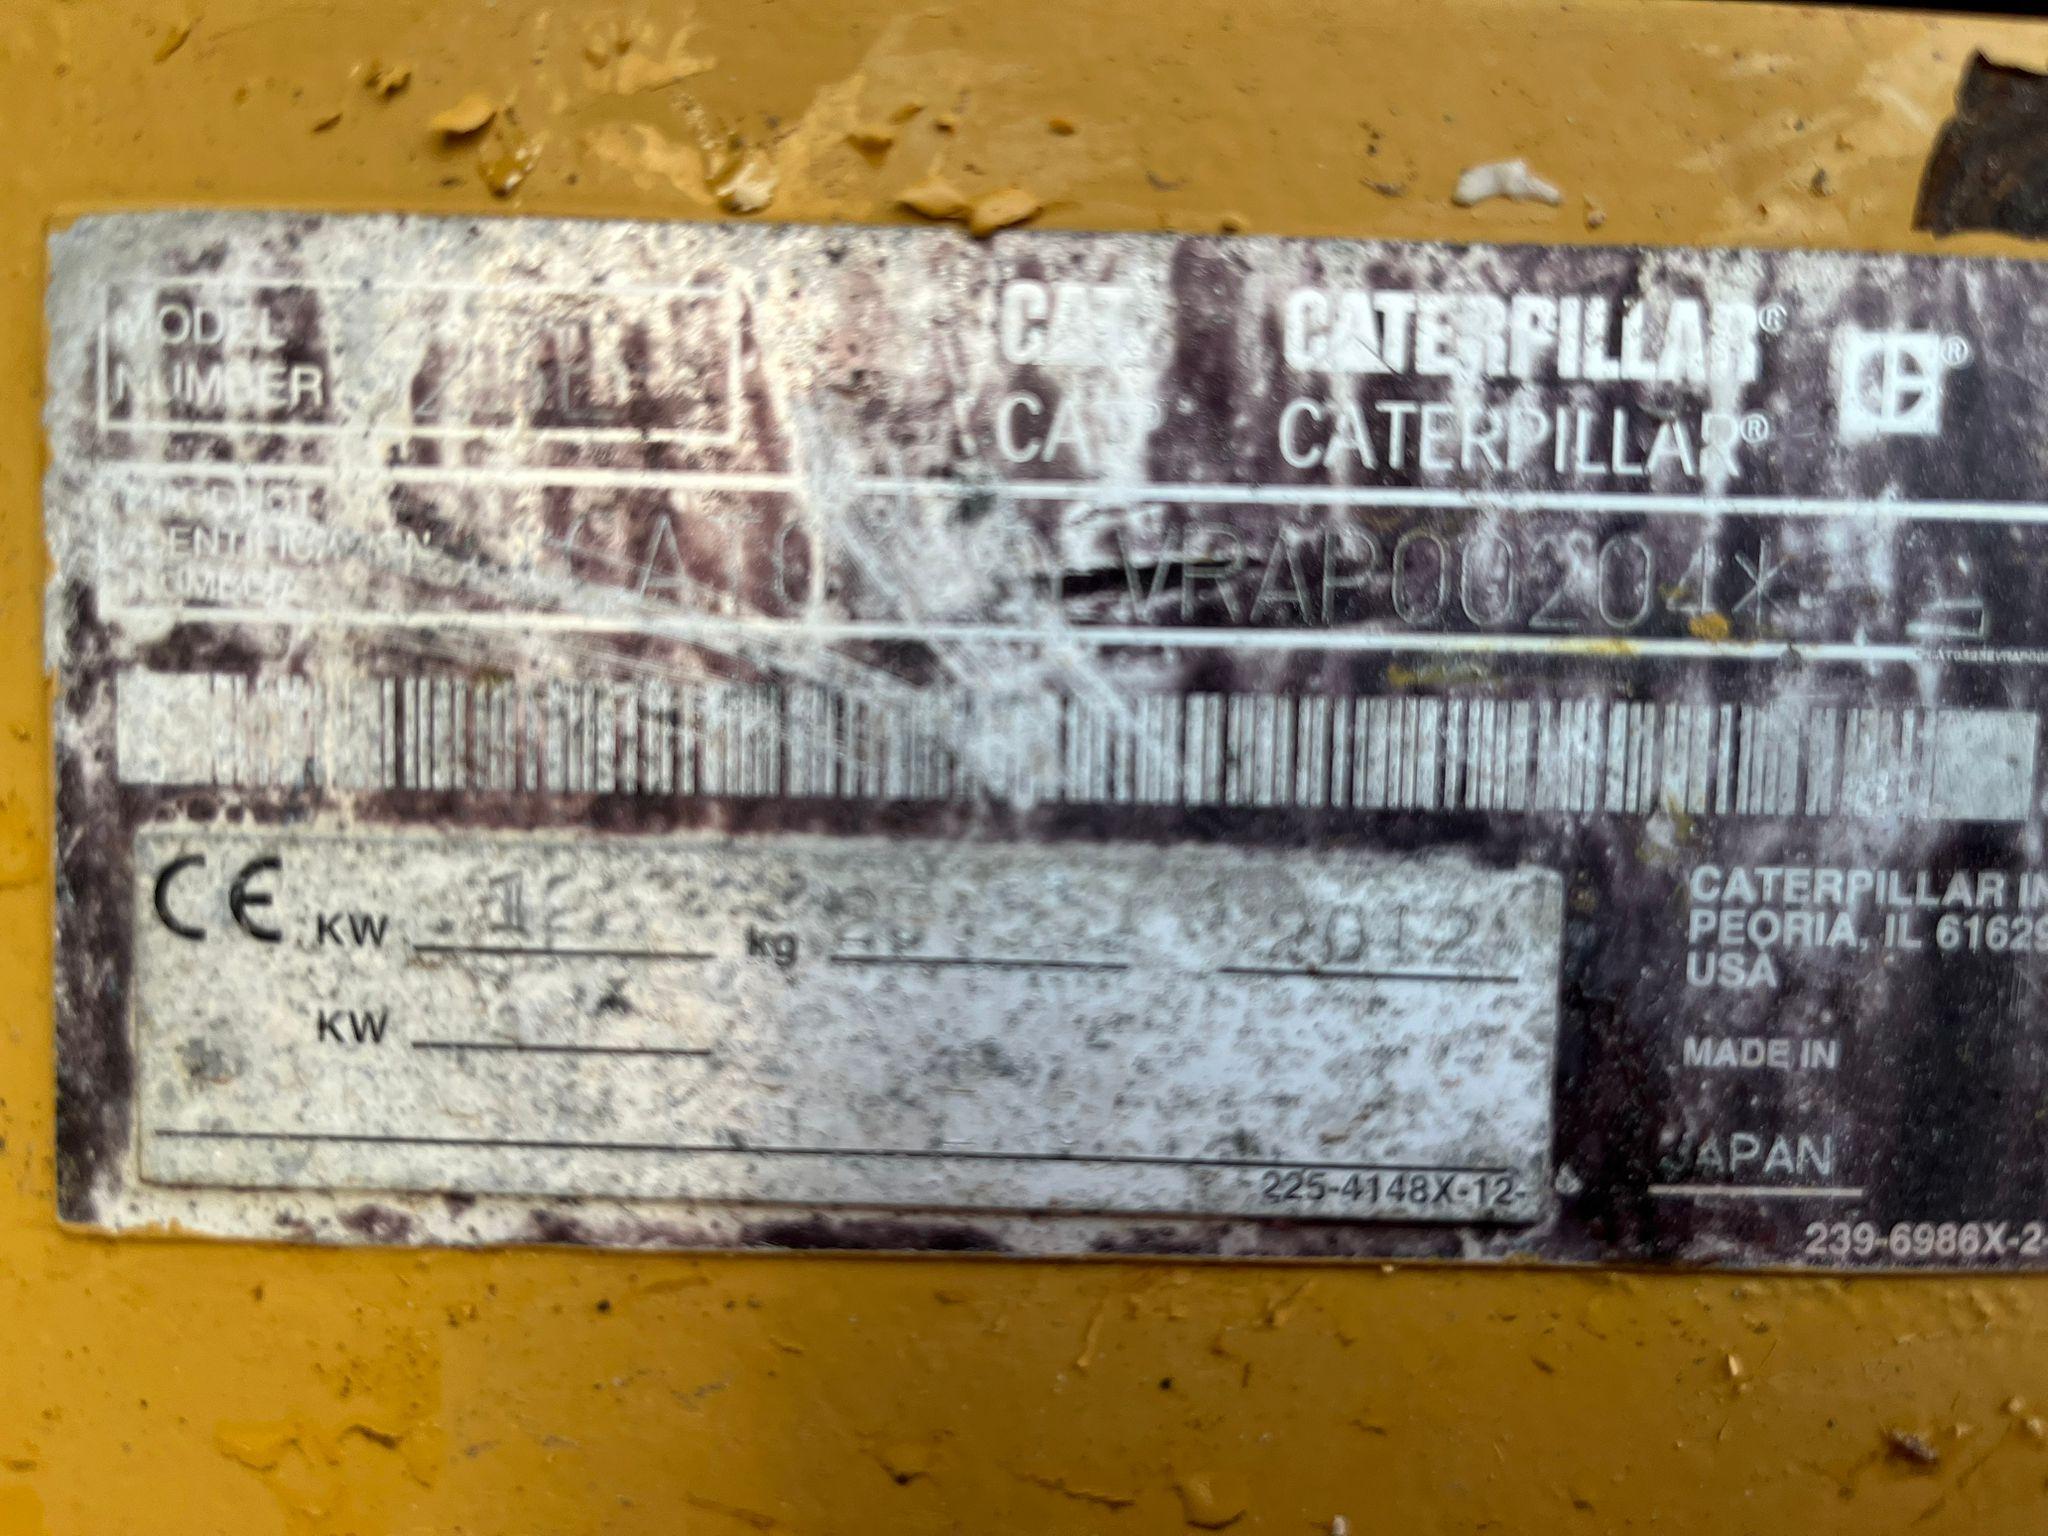 MODEL
NUMBER
CAT CATERPILLAR®
CAT CATERPILLAR®
PRODUCT
IDENTIFICATION
NUMBER
VRAP00204*
CE KW kg 2012
KW
225-4148X-12-
CATERPILLAR IN
PEORIA, IL 61629
USA
MADE IN
JAPAN
239-6986X-2-